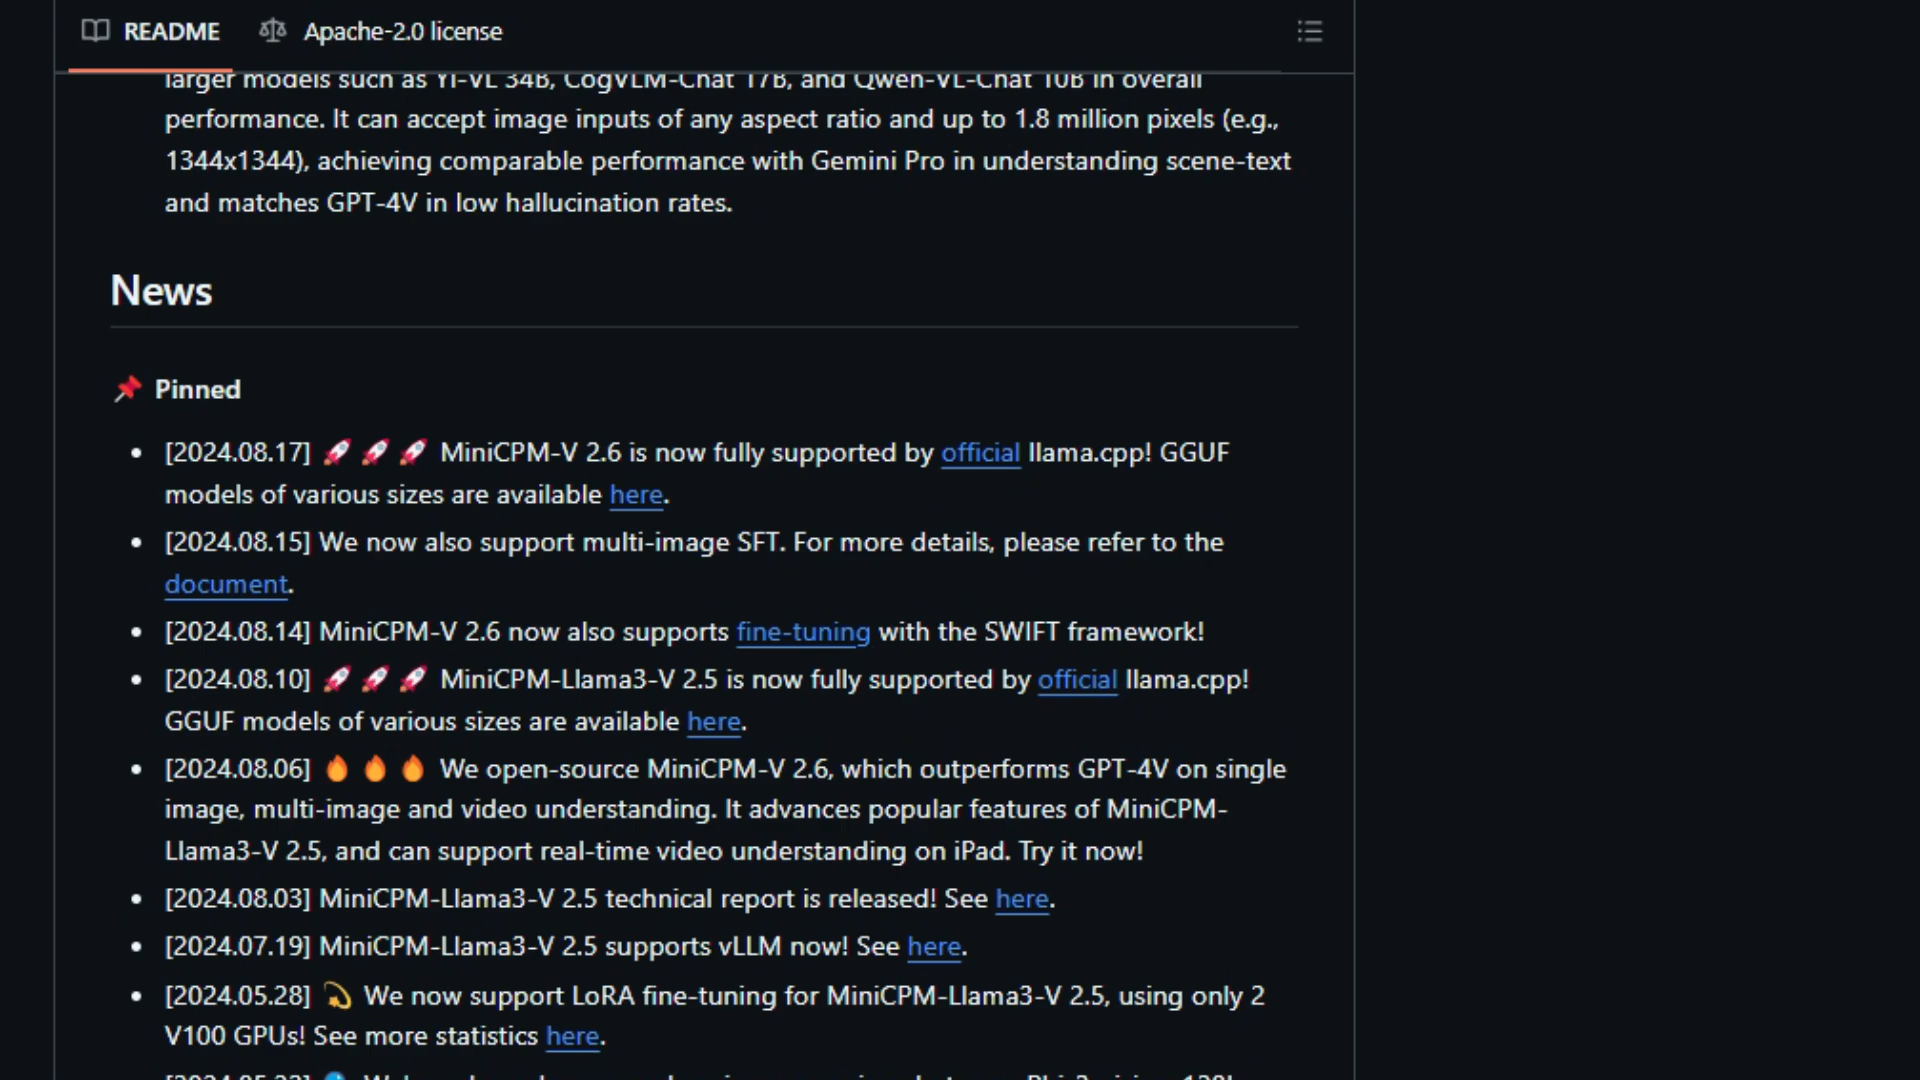 README Apache-2.0 license
larger models such as Yi-VL 34B, CogVLM-Chat 17B, and Qwen-VL-Chat 10B in overall
performance. It can accept image inputs of any aspect ratio and up to 1.8 million pixels (e.g.,
1344x1344), achieving comparable performance with Gemini Pro in understanding scene-text
and matches GPT-4V in low hallucination rates.
News
📌 Pinned
• [2024.08.17] 🚀🚀🚀 MiniCPM-V 2.6 is now fully supported by official llama.cpp! GGUF
models of various sizes are available here.
• [2024.08.15] We now also support multi-image SFT. For more details, please refer to the
document.
• [2024.08.14] MiniCPM-V 2.6 now also supports fine-tuning with the SWIFT framework!
• [2024.08.10] 🚀🚀🚀 MiniCPM-Llama3-V 2.5 is now fully supported by official llama.cpp!
GGUF models of various sizes are available here.
• [2024.08.06] 🔥🔥🔥 We open-source MiniCPM-V 2.6, which outperforms GPT-4V on single
image, multi-image and video understanding. It advances popular features of MiniCPM-
Llama3-V 2.5, and can support real-time video understanding on iPad. Try it now!
• [2024.08.03] MiniCPM-Llama3-V 2.5 technical report is released! See here.
• [2024.07.19] MiniCPM-Llama3-V 2.5 supports vLLM now! See here.
• [2024.05.28] 💫 We now support LoRA fine-tuning for MiniCPM-Llama3-V 2.5, using only 2
V100 GPUs! See more statistics here.